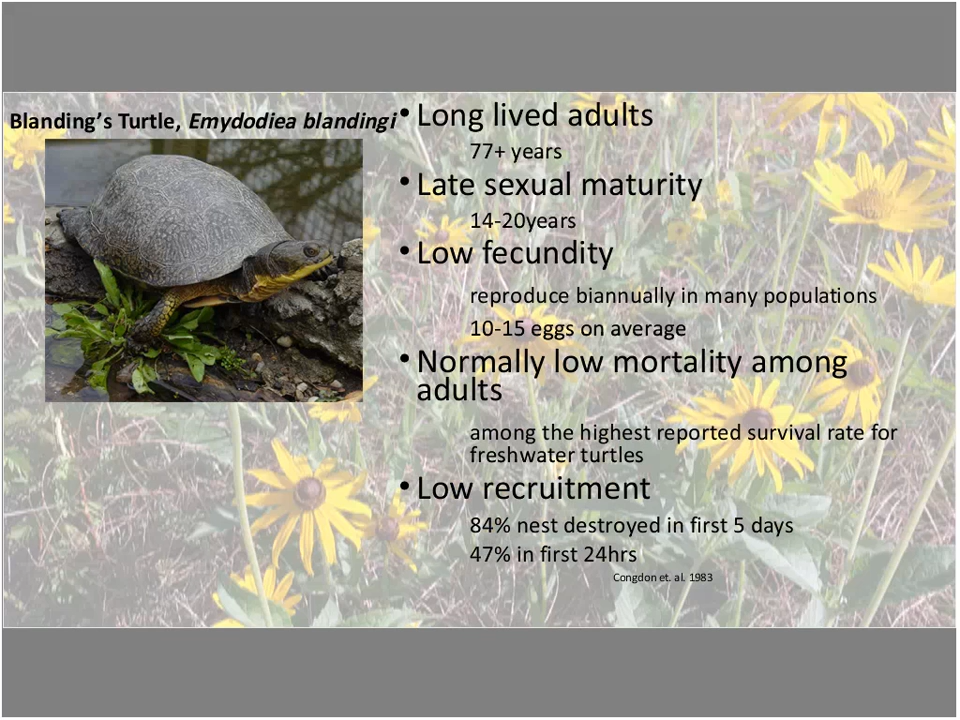 Blanding's Turtle, Emydodiea blandingi
• Long lived adults
77+ years
• Late sexual maturity
14-20years
• Low fecundity
reproduce biannually in many populations
10-15 eggs on average
• Normally low mortality among
adults
among the highest reported survival rate for
freshwater turtles
• Low recruitment
84% nest destroyed in first 5 days
47% in first 24hrs
Congdon et. al. 1983